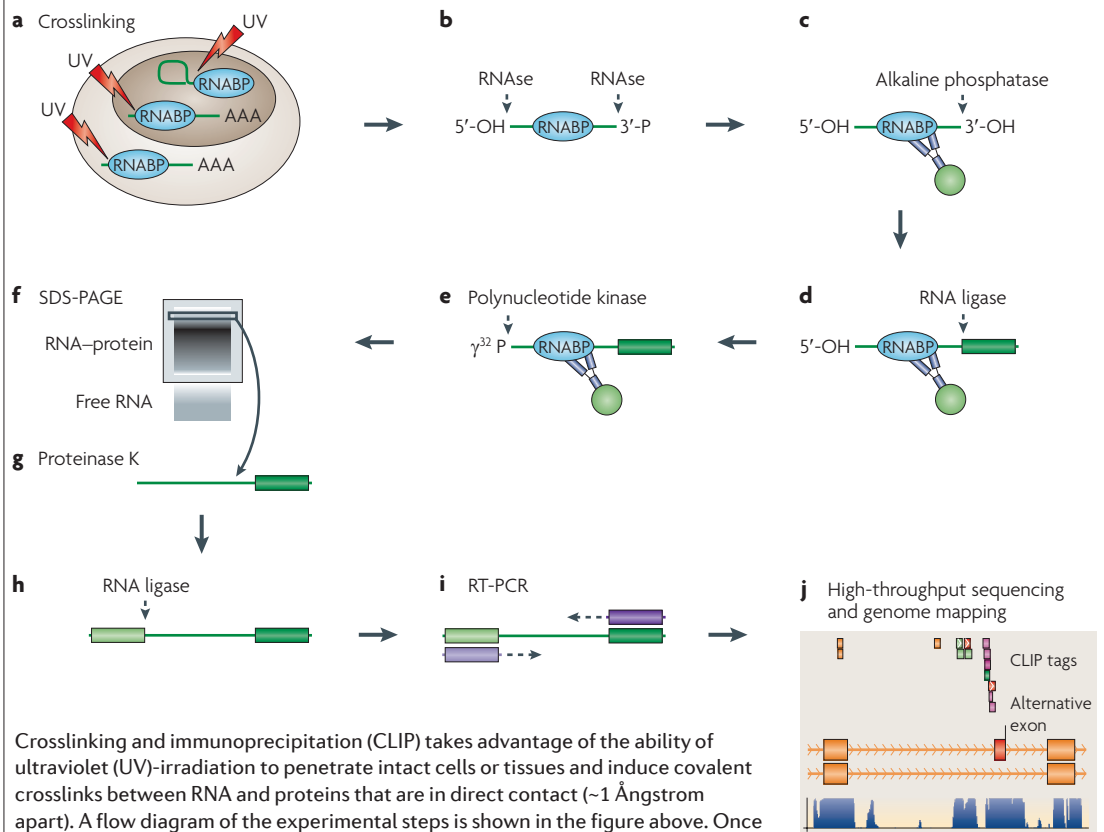 a Crosslinking
UV
UV
UV
RNABP
RNABP AAA
RNABP AAA
b
RNAse RNAse
5′-OH RNABP 3′-P
c
Alkaline phosphatase
5′-OH RNABP 3′-OH
f SDS-PAGE
RNA–protein
Free RNA
e Polynucleotide kinase
γ³² P RNABP
d RNA ligase
5′-OH RNABP
g Proteinase K
h RNA ligase
i RT-PCR
j High-throughput sequencing
and genome mapping
CLIP tags
Alternative
exon
Crosslinking and immunoprecipitation (CLIP) takes advantage of the ability of
ultraviolet (UV)-irradiation to penetrate intact cells or tissues and induce covalent
crosslinks between RNA and proteins that are in direct contact (~1 Ångstrom
apart). A flow diagram of the experimental steps is shown in the figure above. Once